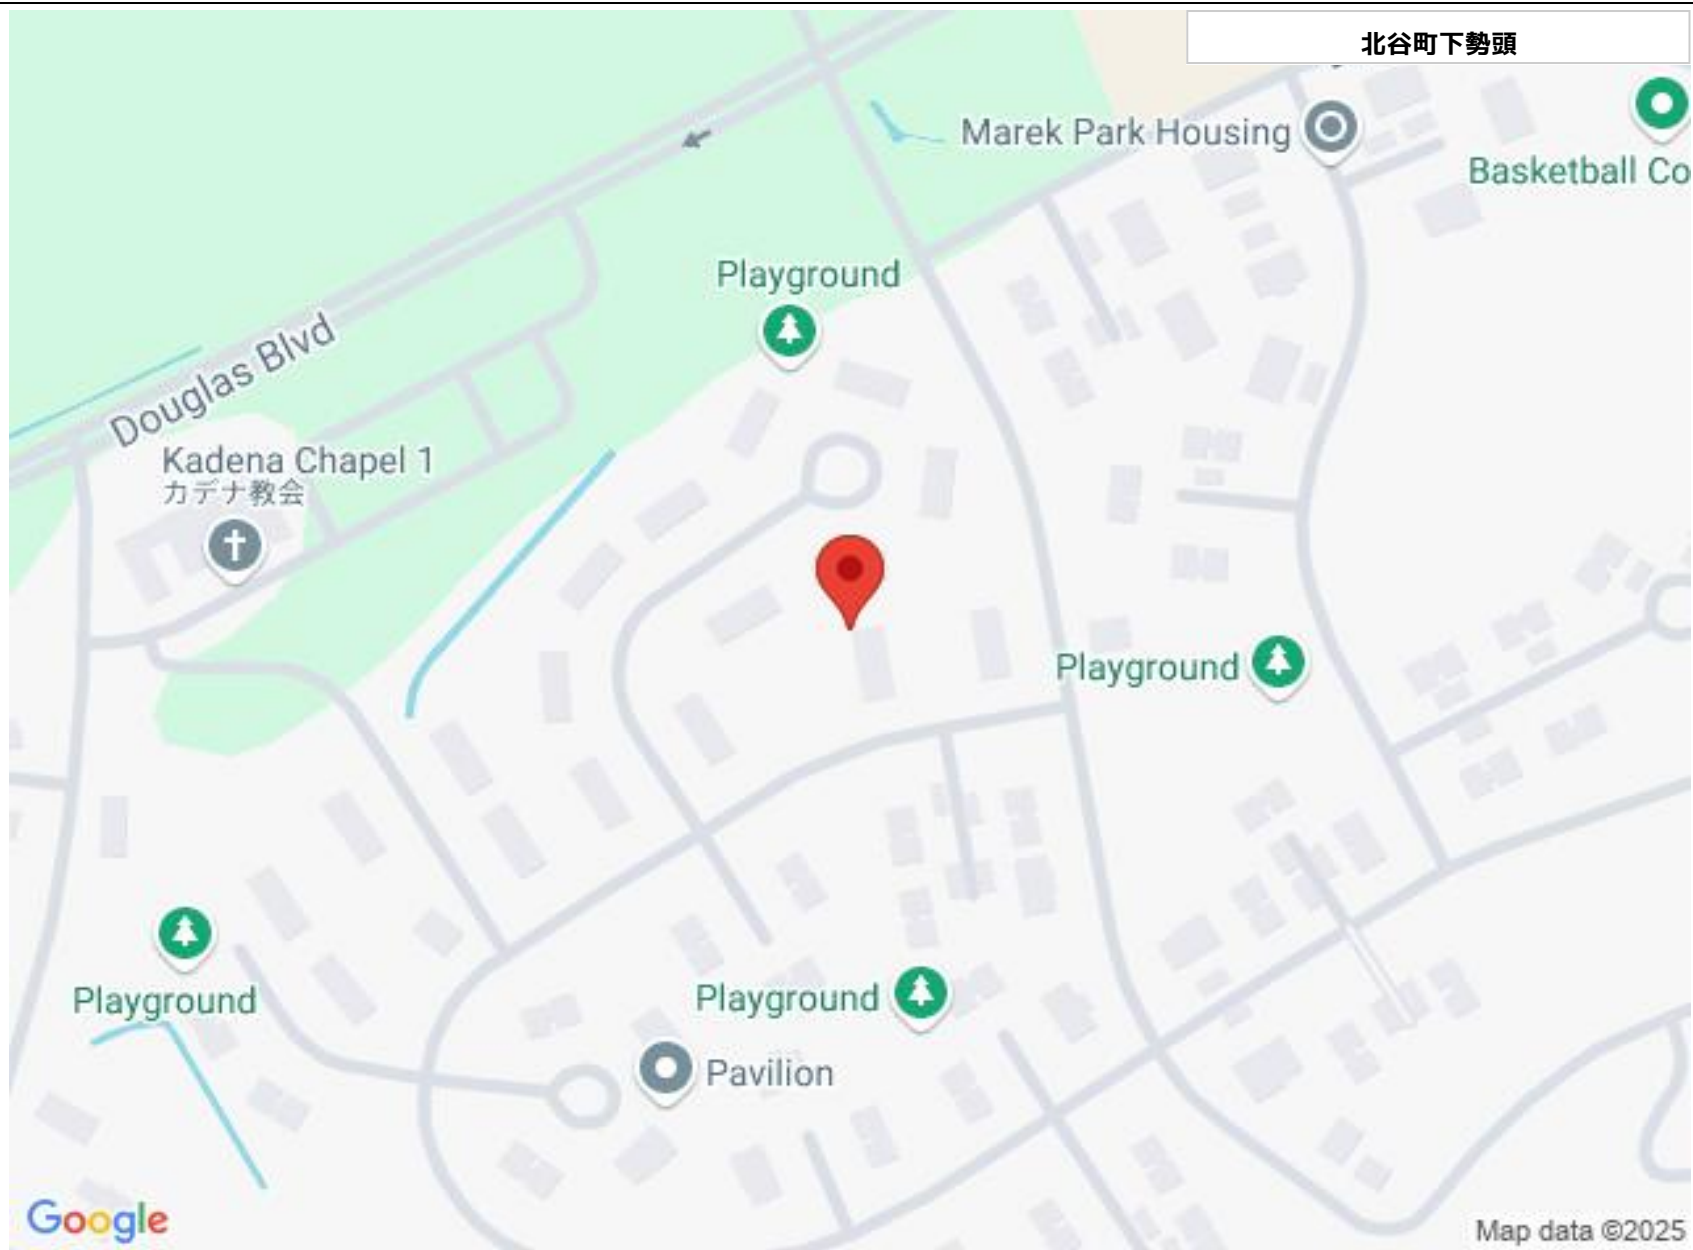 北谷町下勢頭
Marek Park Housing
Basketball Co
Playground
Douglas Blvd
Kadena Chapel 1
カデナ教会
Playground
Playground
Playground
Pavilion
Google
Map data ©2025